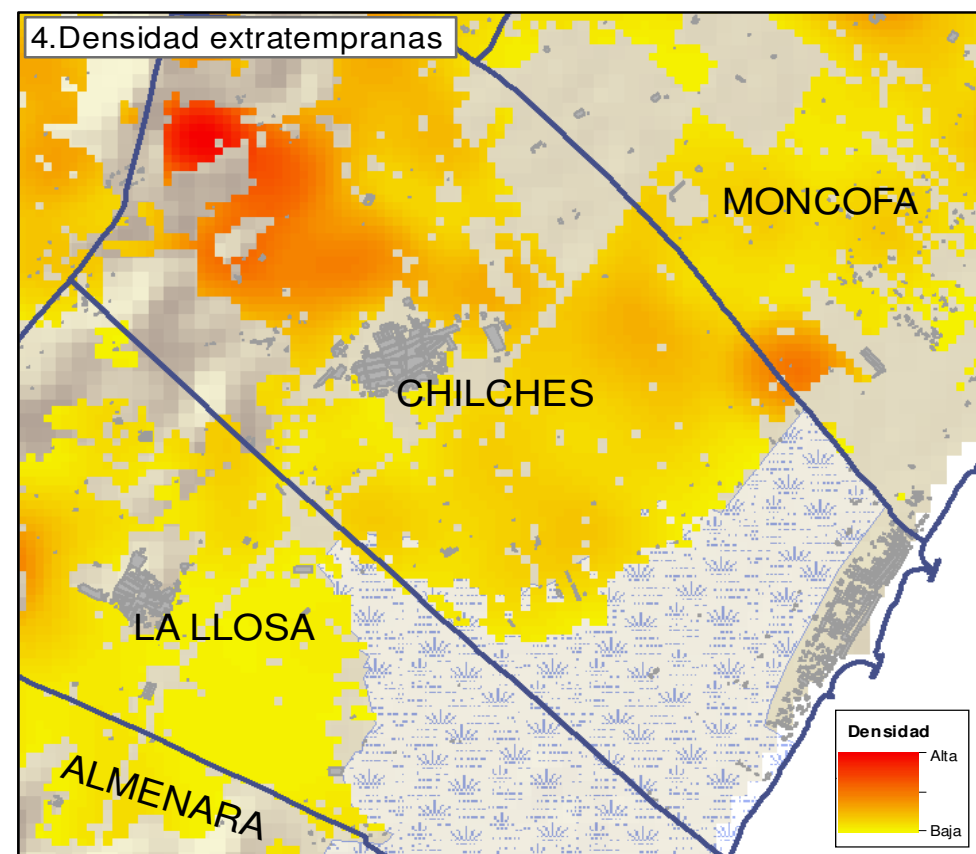 4.Densidad extratempranas
MONCOFA
CHILCHES
LA LLOSA
ALMENARA
Densidad
Alta
Baja